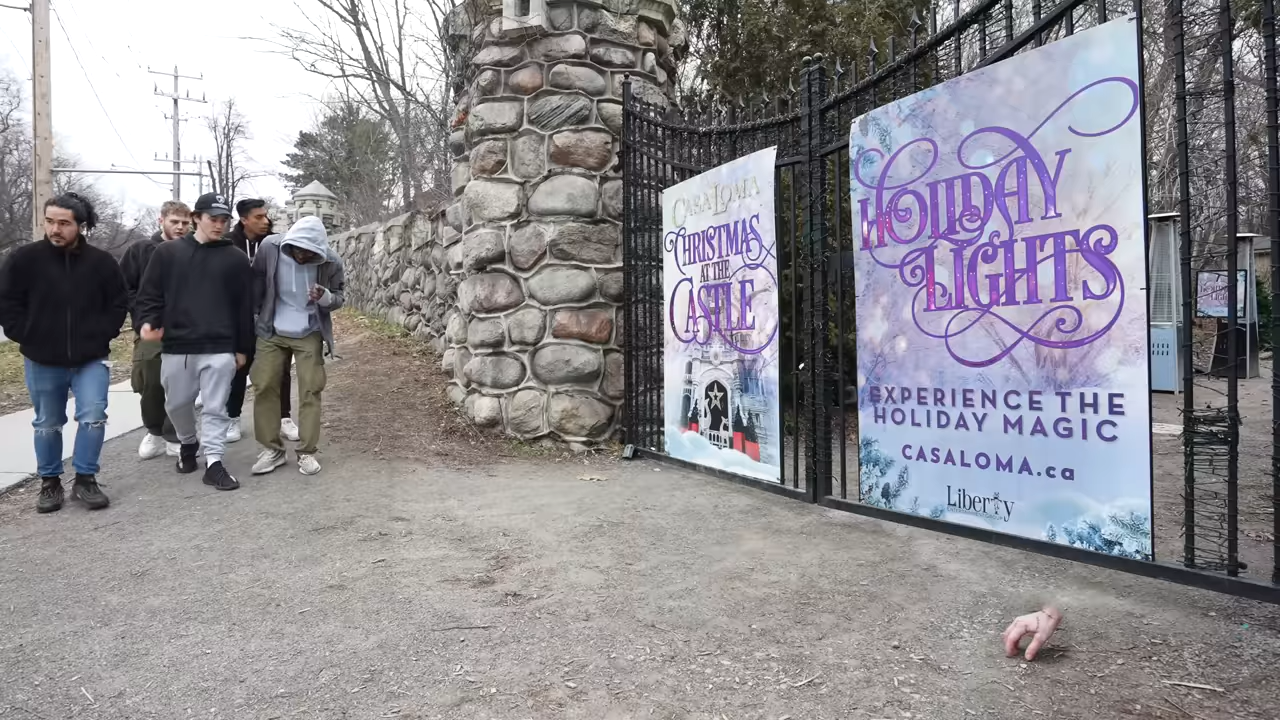 CASA LOMA
CHRISTMAS
AT THE
CASTLE
HOLIDAY
LIGHTS
EXPERIENCE THE
HOLIDAY MAGIC
CASALOMA.ca
Liberty